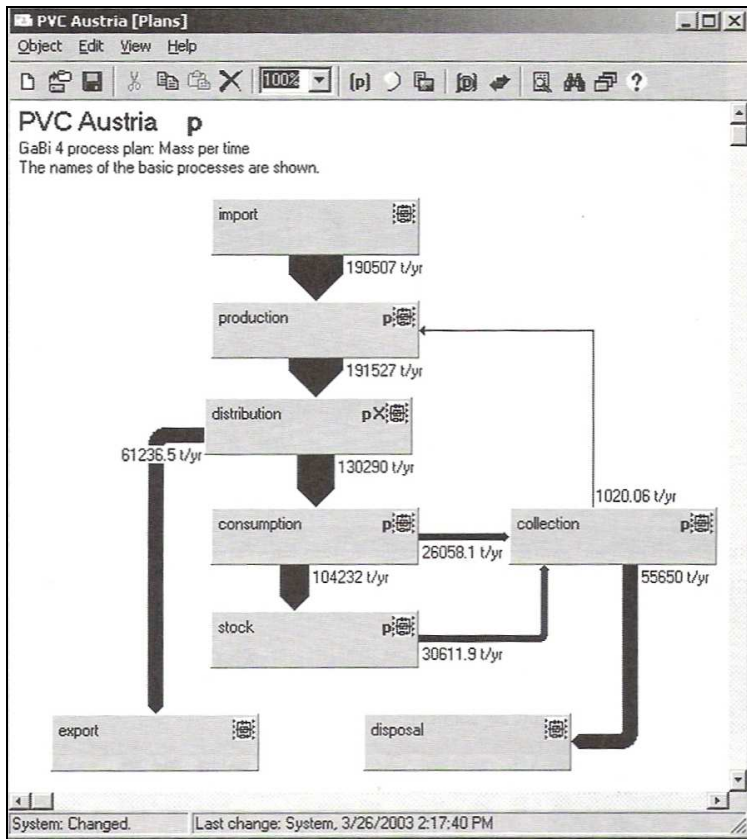 PVC Austria [Plans]
Object Edit View Help
100%
PVC Austria p
GaBi 4 process plan: Mass per time
The names of the basic processes are shown.
import
190507 t/yr
production p
191527 t/yr
distribution pX
61236.5 t/yr
130290 t/yr
1020.06 t/yr
consumption p
collection p
26058.1 t/yr
104232 t/yr
55650 t/yr
stock p
30611.9 t/yr
export
disposal
System: Changed. Last change: System, 3/26/2003 2:17:40 PM